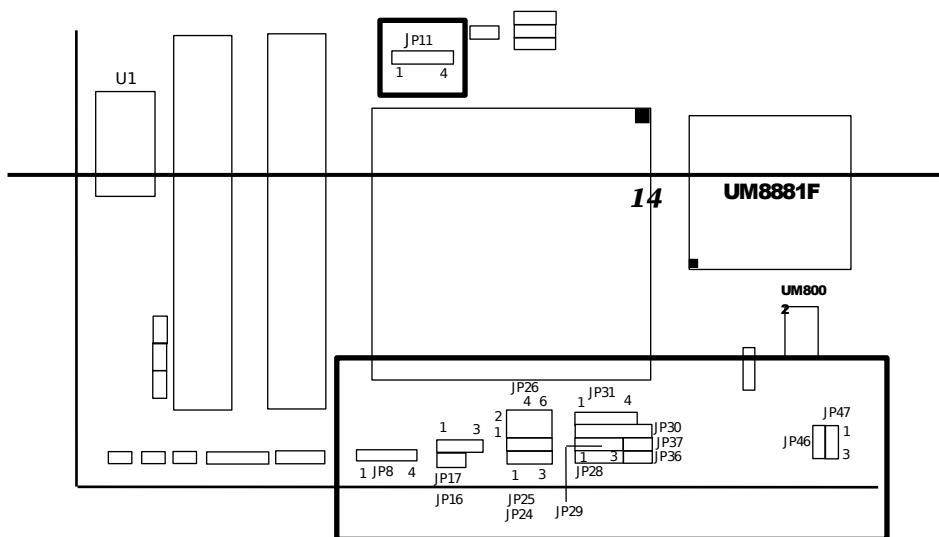 JP11
1 4
U1
14
UM8881F
UM800
2
JP26
4 6
JP31
1 4
2
1
JP47
1 3
JP30
JP46
1
JP37
3
JP36
1 JP8 4
JP17
1 3
1 3
JP28
JP16
JP25
JP24
JP29